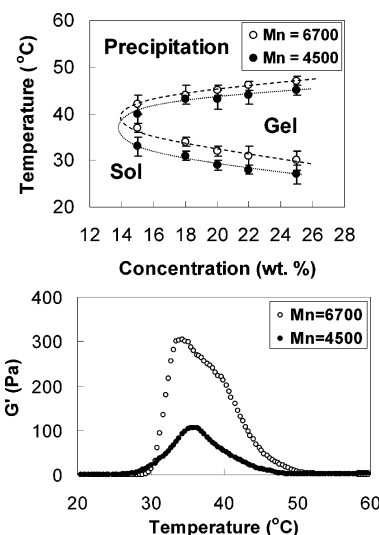 Precipitation
Mn = 6700
Mn = 4500
Gel
Sol
Temperature (°C)
60
50
40
30
20
12 14 16 18 20 22 24 26 28
Concentration (wt. %)
Mn=6700
Mn=4500
G' (Pa)
400
300
200
100
0
20 30 40 50 60
Temperature (°C)